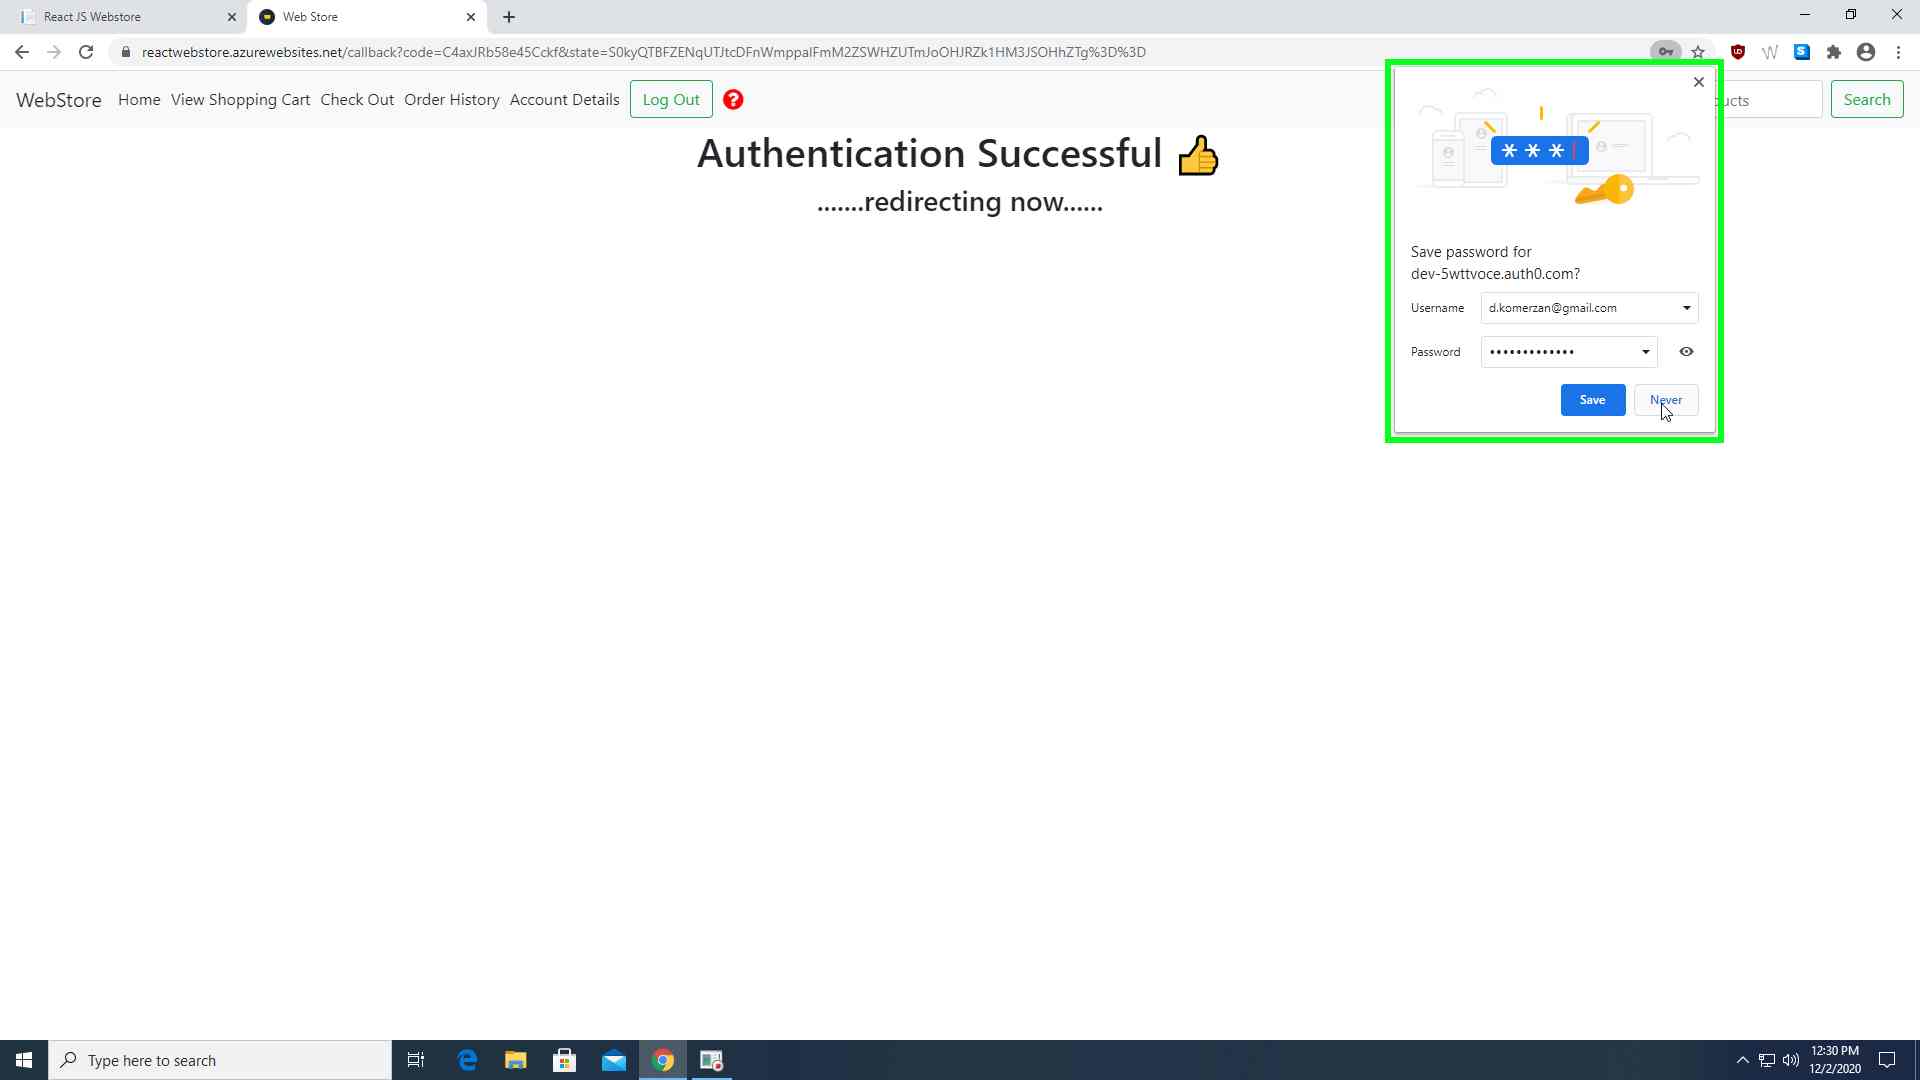 React JS Webstore
Web Store
reactwebstore.azurewebsites.net/callback?code=C4axJRb58e45Cckf&state=S0kyQTBFZENqUTJtcDFnWmppalFmM2ZSWHZUTmJoOHJRZk1HM3JSOHhZTg%3D%3D
WebStore Home View Shopping Cart Check Out Order History Account Details Log Out ? Search
Authentication Successful
.......redirecting now......
* * *
Save password for
dev-5wttvoce.auth0.com?
Username d.komerzan@gmail.com
Password •••••••••••••
Save Never
Type here to search
12:30 PM
12/2/2020